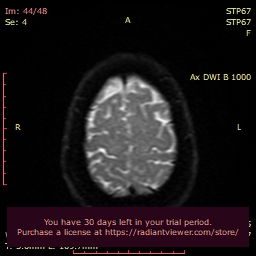 Im: 44/48
Se: 4
A
STP67
STP67
F
Ax DWI B 1000
R
L
You have 30 days left in your trial period.
Purchase a license at https://radiantviewer.com/store/